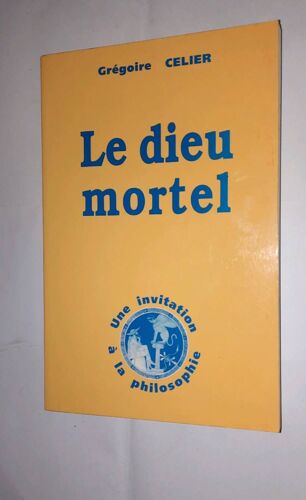 Grégoire CELIER
Le dieu
mortel
Une invitation
à la philosophie